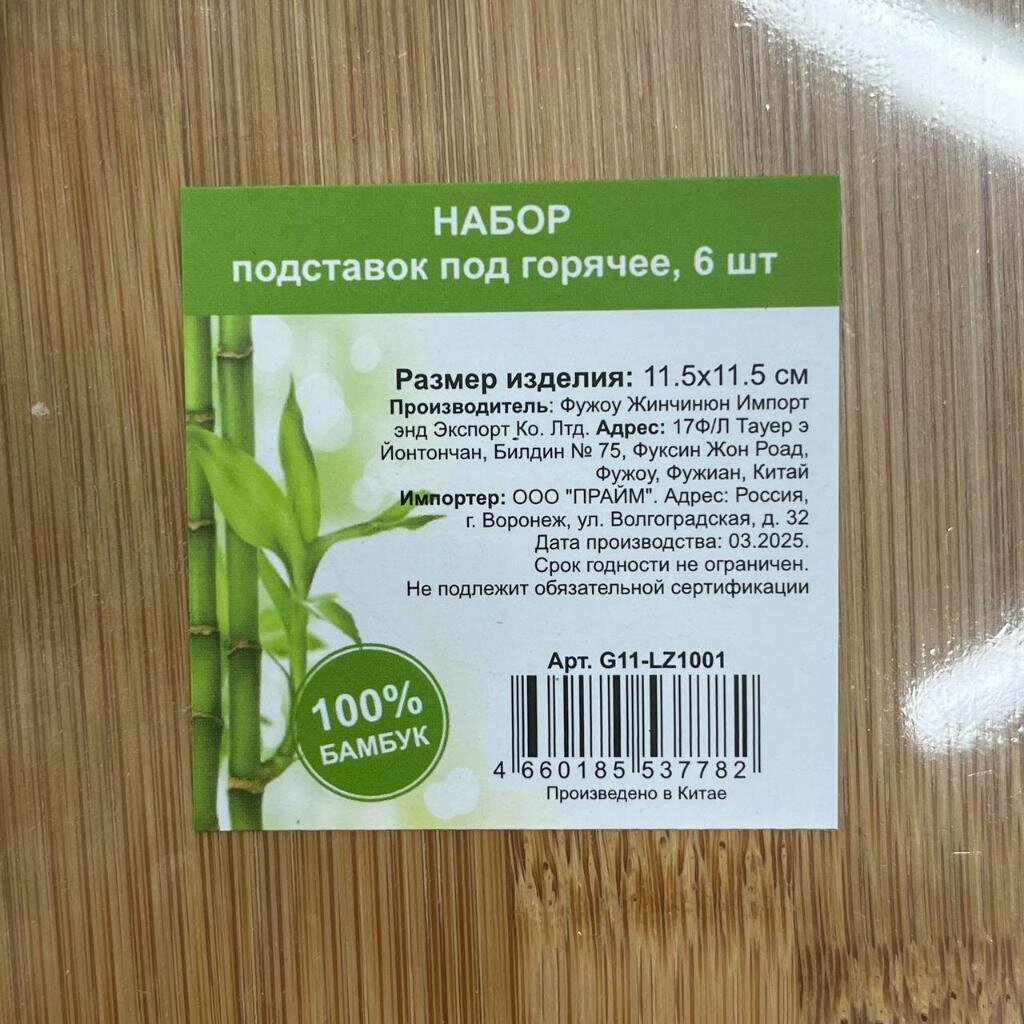 НАБОР
подставок под горячее, 6 шт
Размер изделия: 11.5х11.5 см
Производитель: Фужоу Жинчинюн Импорт
энд Экспорт Ко. Лтд. Адрес: 17Ф/Л Тауер э
Йонтончан, Билдин № 75, Фуксин Жон Роад,
Фужоу, Фужиан, Китай
Импортер: ООО "ПРАЙМ". Адрес: Россия,
г. Воронеж, ул. Волгоградская, д. 32
Дата производства: 03.2025.
Срок годности не ограничен.
Не подлежит обязательной сертификации
100%
БАМБУК
Арт. G11-LZ1001
4 660185 537782
Произведено в Китае